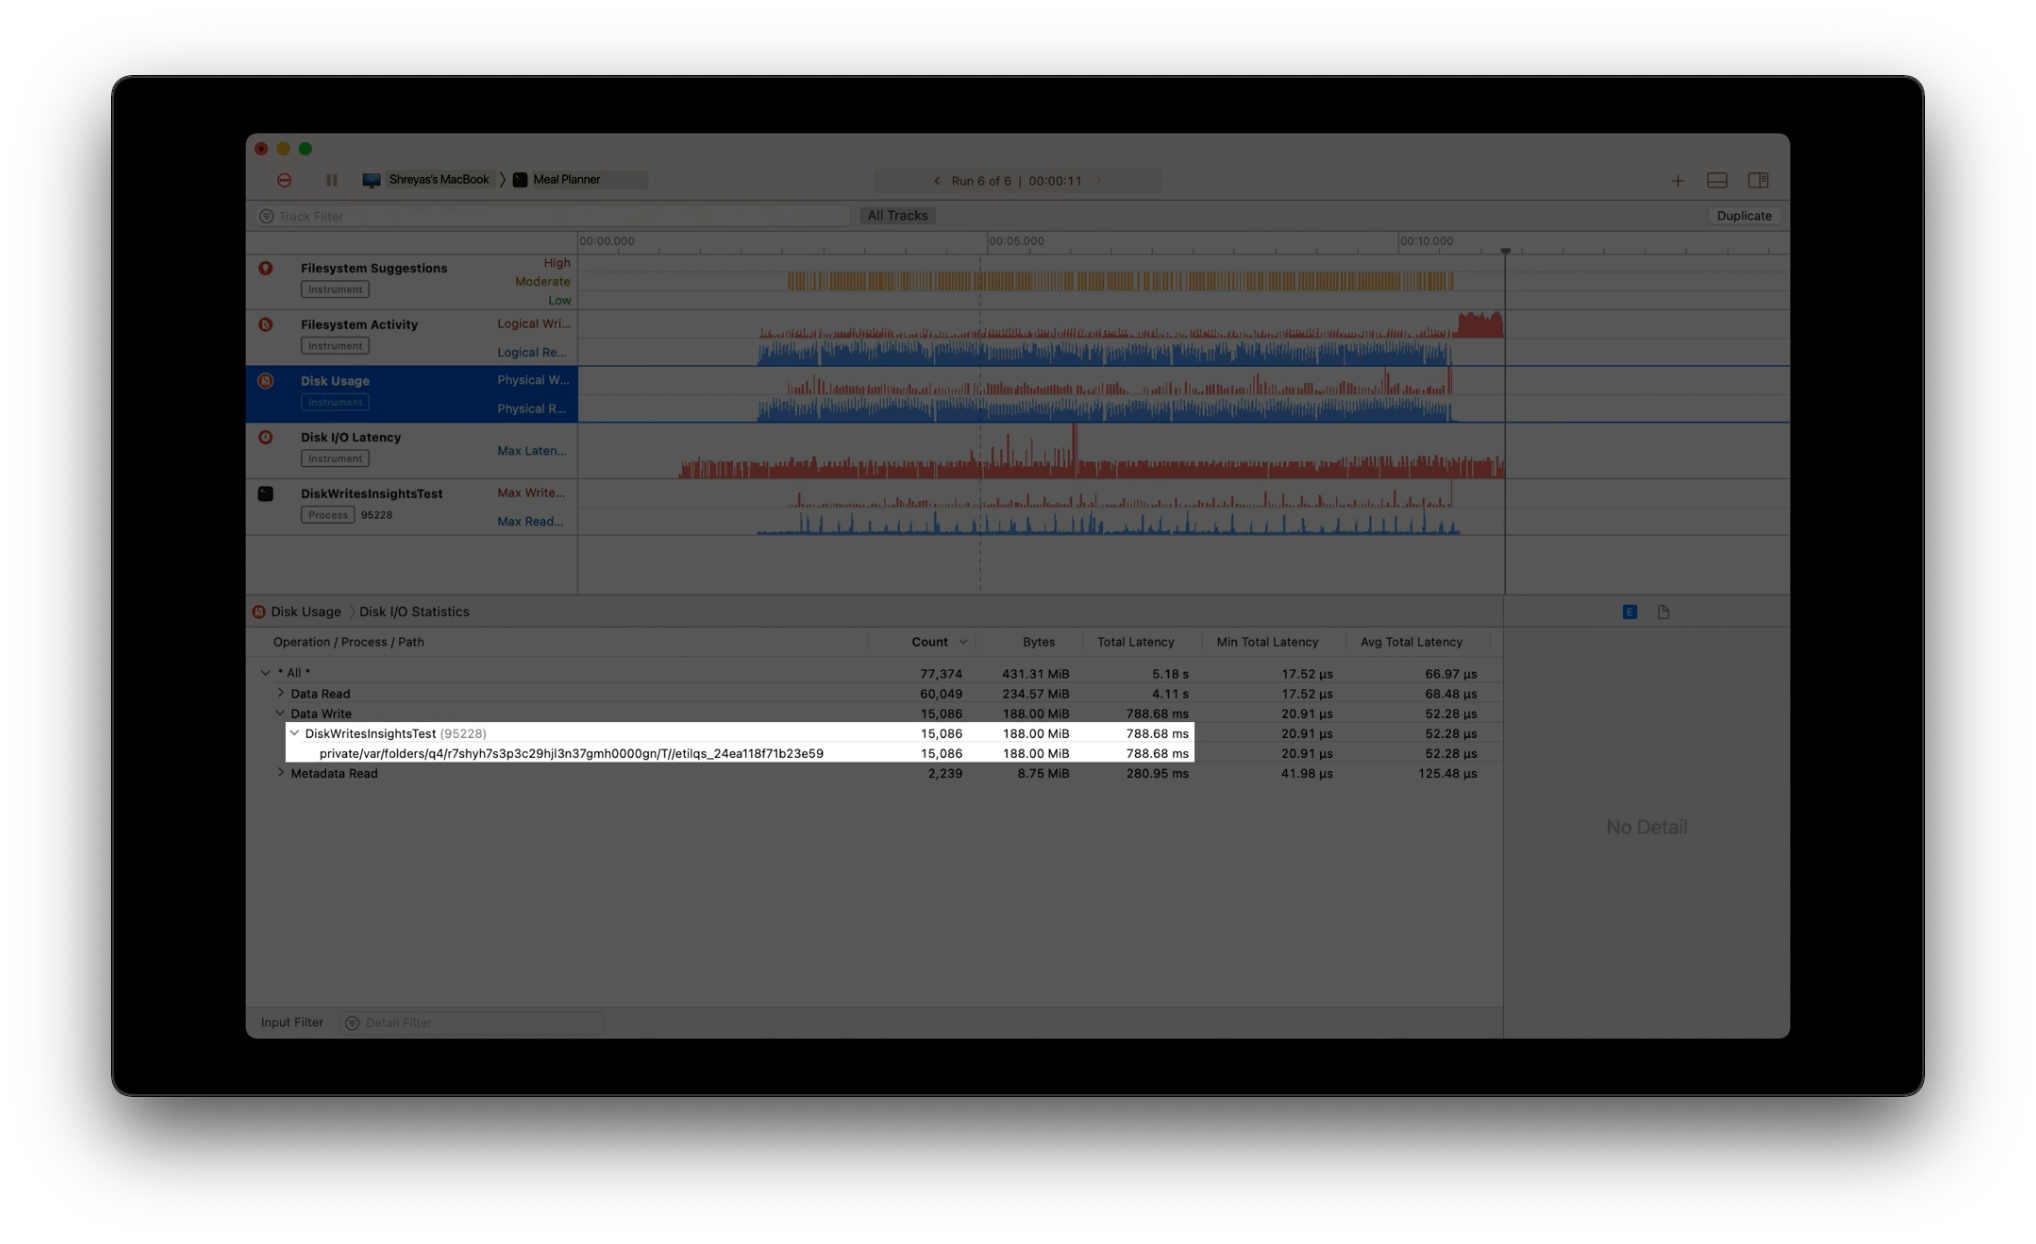 Shreyas's MacBook 〉 Meal Planner
Run 6 of 6 | 00:00:11
Track Filter
All Tracks
Duplicate
00:00.000 00:05.000 00:10.000
Filesystem Suggestions
Instrument
High
Moderate
Low
Filesystem Activity
Instrument
Logical Wri...
Logical Re...
Disk Usage
Instrument
Physical W...
Physical R...
Disk I/O Latency
Instrument
Max Laten...
DiskWritesInsightsTest
Process 95228
Max Write...
Max Read...
Disk Usage 〉 Disk I/O Statistics
E
Operation / Process / Path Count Bytes Total Latency Min Total Latency Avg Total Latency
* All * 77,374 431.31 MiB 5.18 s 17.52 µs 66.97 µs
Data Read 60,049 234.57 MiB 4.11 s 17.52 µs 68.48 µs
Data Write 15,086 188.00 MiB 788.68 ms 20.91 µs 52.28 µs
DiskWritesInsightsTest (95228) 15,086 188.00 MiB 788.68 ms 20.91 µs 52.28 µs
private/var/folders/q4/r7shyh7s3p3c29hjl3n37gmh0000gn/T//etilqs_24ea118f71b23e59 15,086 188.00 MiB 788.68 ms 20.91 µs 52.28 µs
Metadata Read 2,239 8.75 MiB 280.95 ms 41.98 µs 125.48 µs
No Detail
Input Filter Detail Filter